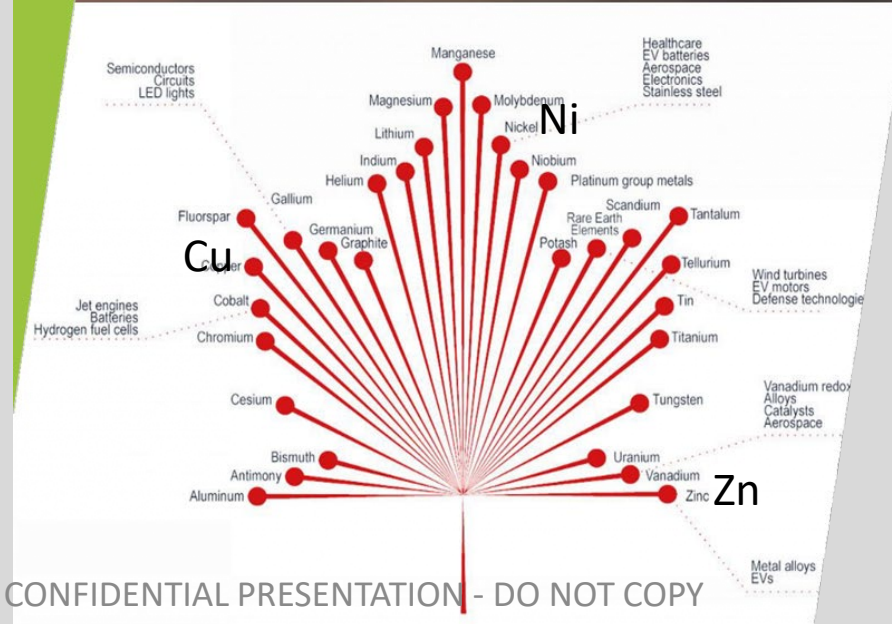 Manganese
Healthcare
EV batteries
Aerospace
Electronics
Stainless steel
Semiconductors
Circuits
LED lights
Magnesium
Molybdenum
Nickel
Ni
Lithium
Indium
Niobium
Helium
Platinum group metals
Gallium
Scandium
Fluorspar
Tantalum
Rare Earth
Elements
Germanium
Graphite
Potash
Cu
Copper
Tellurium
Wind turbines
EV motors
Defense technologie
Cobalt
Tin
Jet engines
Batteries
Hydrogen fuel cells
Chromium
Titanium
Cesium
Tungsten
Vanadium redox
Alloys
Catalysts
Aerospace
Bismuth
Uranium
Antimony
Vanadium
Aluminum
Zinc
Zn
Metal alloys
EVs
CONFIDENTIAL PRESENTATION - DO NOT COPY